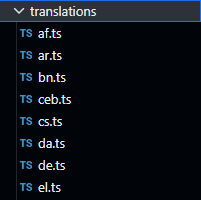 translations
TS af.ts
TS ar.ts
TS bn.ts
TS ceb.ts
TS cs.ts
TS da.ts
TS de.ts
TS el.ts